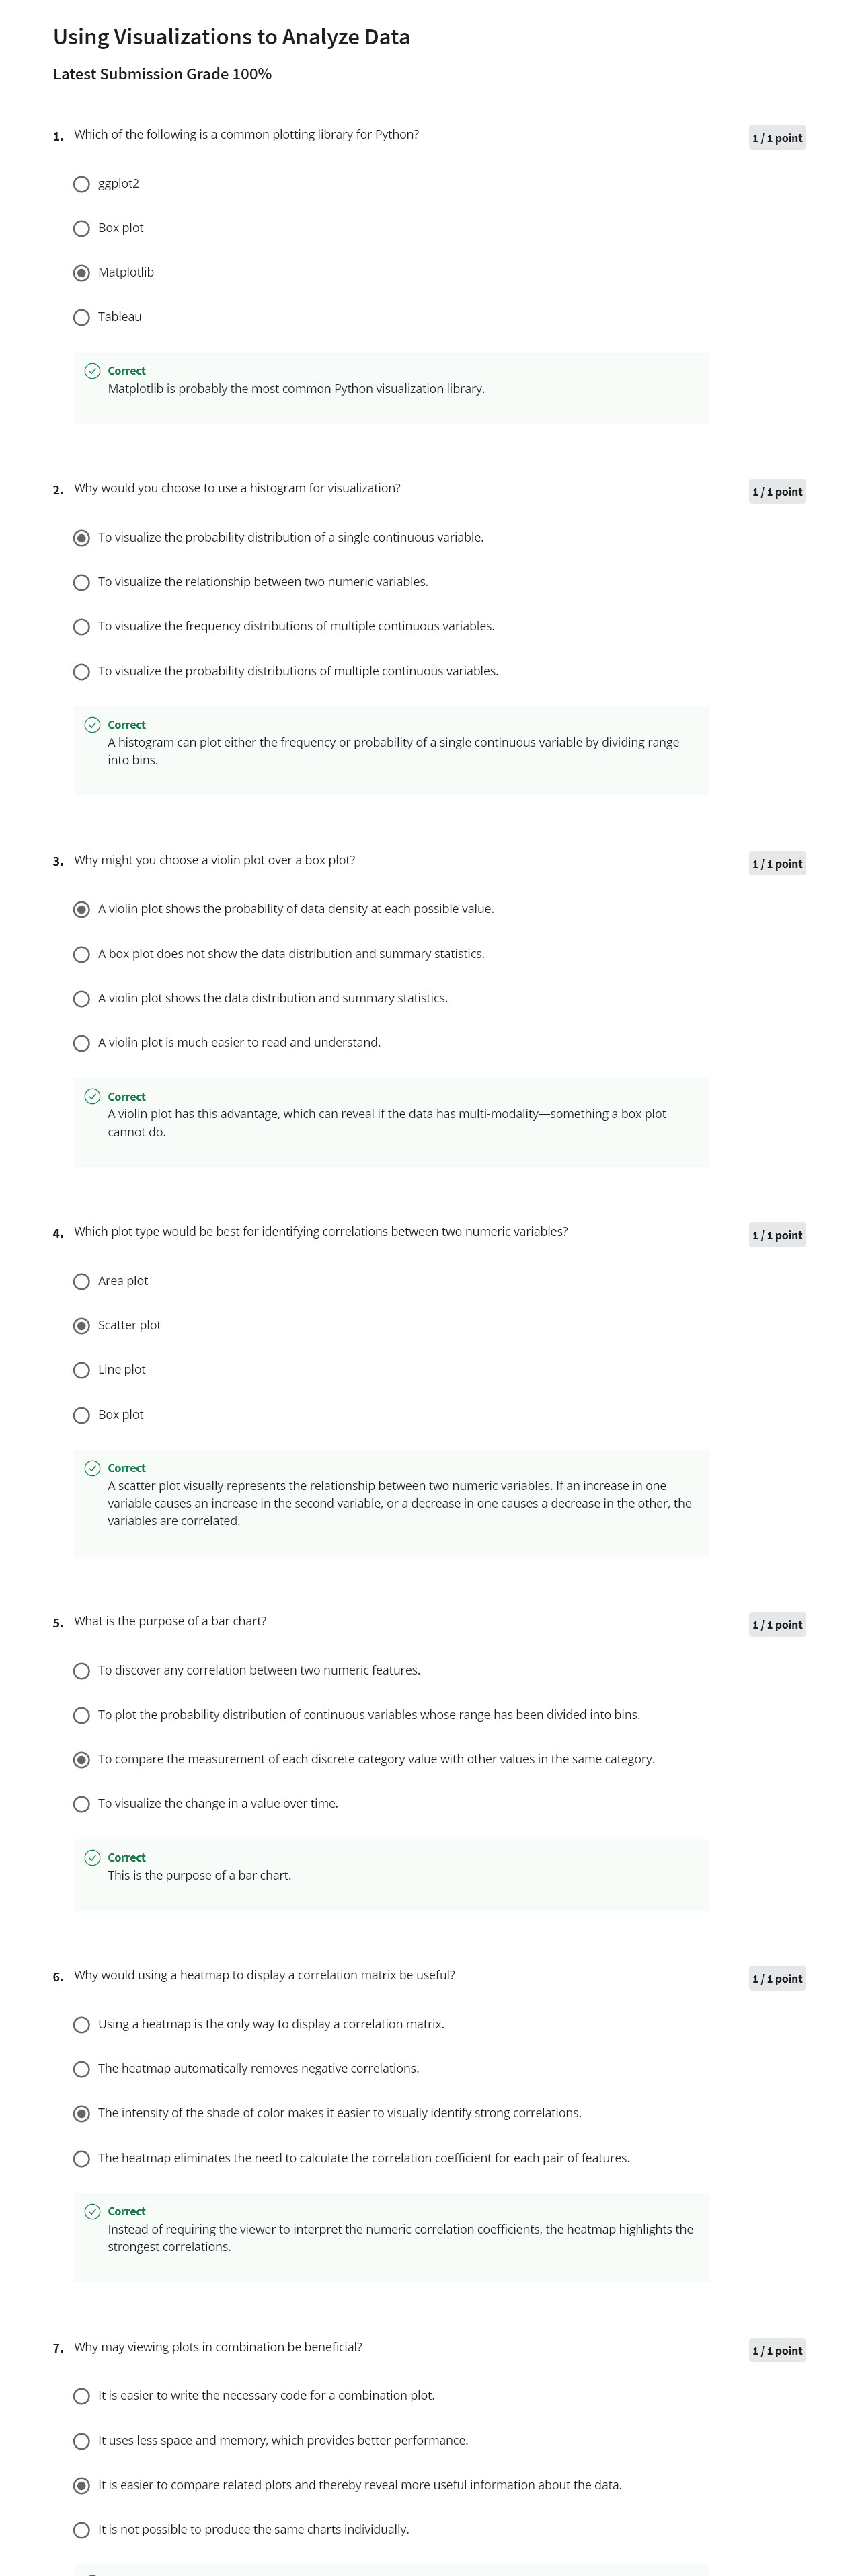 Using Visualizations to Analyze Data
Latest Submission Grade 100%
1. Which of the following is a common plotting library for Python?
1 / 1 point
ggplot2
Box plot
Matplotlib
Tableau
Correct
Matplotlib is probably the most common Python visualization library.
2. Why would you choose to use a histogram for visualization?
1 / 1 point
To visualize the probability distribution of a single continuous variable.
To visualize the relationship between two numeric variables.
To visualize the frequency distributions of multiple continuous variables.
To visualize the probability distributions of multiple continuous variables.
Correct
A histogram can plot either the frequency or probability of a single continuous variable by dividing range
into bins.
3. Why might you choose a violin plot over a box plot?
1 / 1 point
A violin plot shows the probability of data density at each possible value.
A box plot does not show the data distribution and summary statistics.
A violin plot shows the data distribution and summary statistics.
A violin plot is much easier to read and understand.
Correct
A violin plot has this advantage, which can reveal if the data has multi-modality—something a box plot
cannot do.
4. Which plot type would be best for identifying correlations between two numeric variables?
1 / 1 point
Area plot
Scatter plot
Line plot
Box plot
Correct
A scatter plot visually represents the relationship between two numeric variables. If an increase in one
variable causes an increase in the second variable, or a decrease in one causes a decrease in the other, the
variables are correlated.
5. What is the purpose of a bar chart?
1 / 1 point
To discover any correlation between two numeric features.
To plot the probability distribution of continuous variables whose range has been divided into bins.
To compare the measurement of each discrete category value with other values in the same category.
To visualize the change in a value over time.
Correct
This is the purpose of a bar chart.
6. Why would using a heatmap to display a correlation matrix be useful?
1 / 1 point
Using a heatmap is the only way to display a correlation matrix.
The heatmap automatically removes negative correlations.
The intensity of the shade of color makes it easier to visually identify strong correlations.
The heatmap eliminates the need to calculate the correlation coefficient for each pair of features.
Correct
Instead of requiring the viewer to interpret the numeric correlation coefficients, the heatmap highlights the
strongest correlations.
7. Why may viewing plots in combination be beneficial?
1 / 1 point
It is easier to write the necessary code for a combination plot.
It uses less space and memory, which provides better performance.
It is easier to compare related plots and thereby reveal more useful information about the data.
It is not possible to produce the same charts individually.